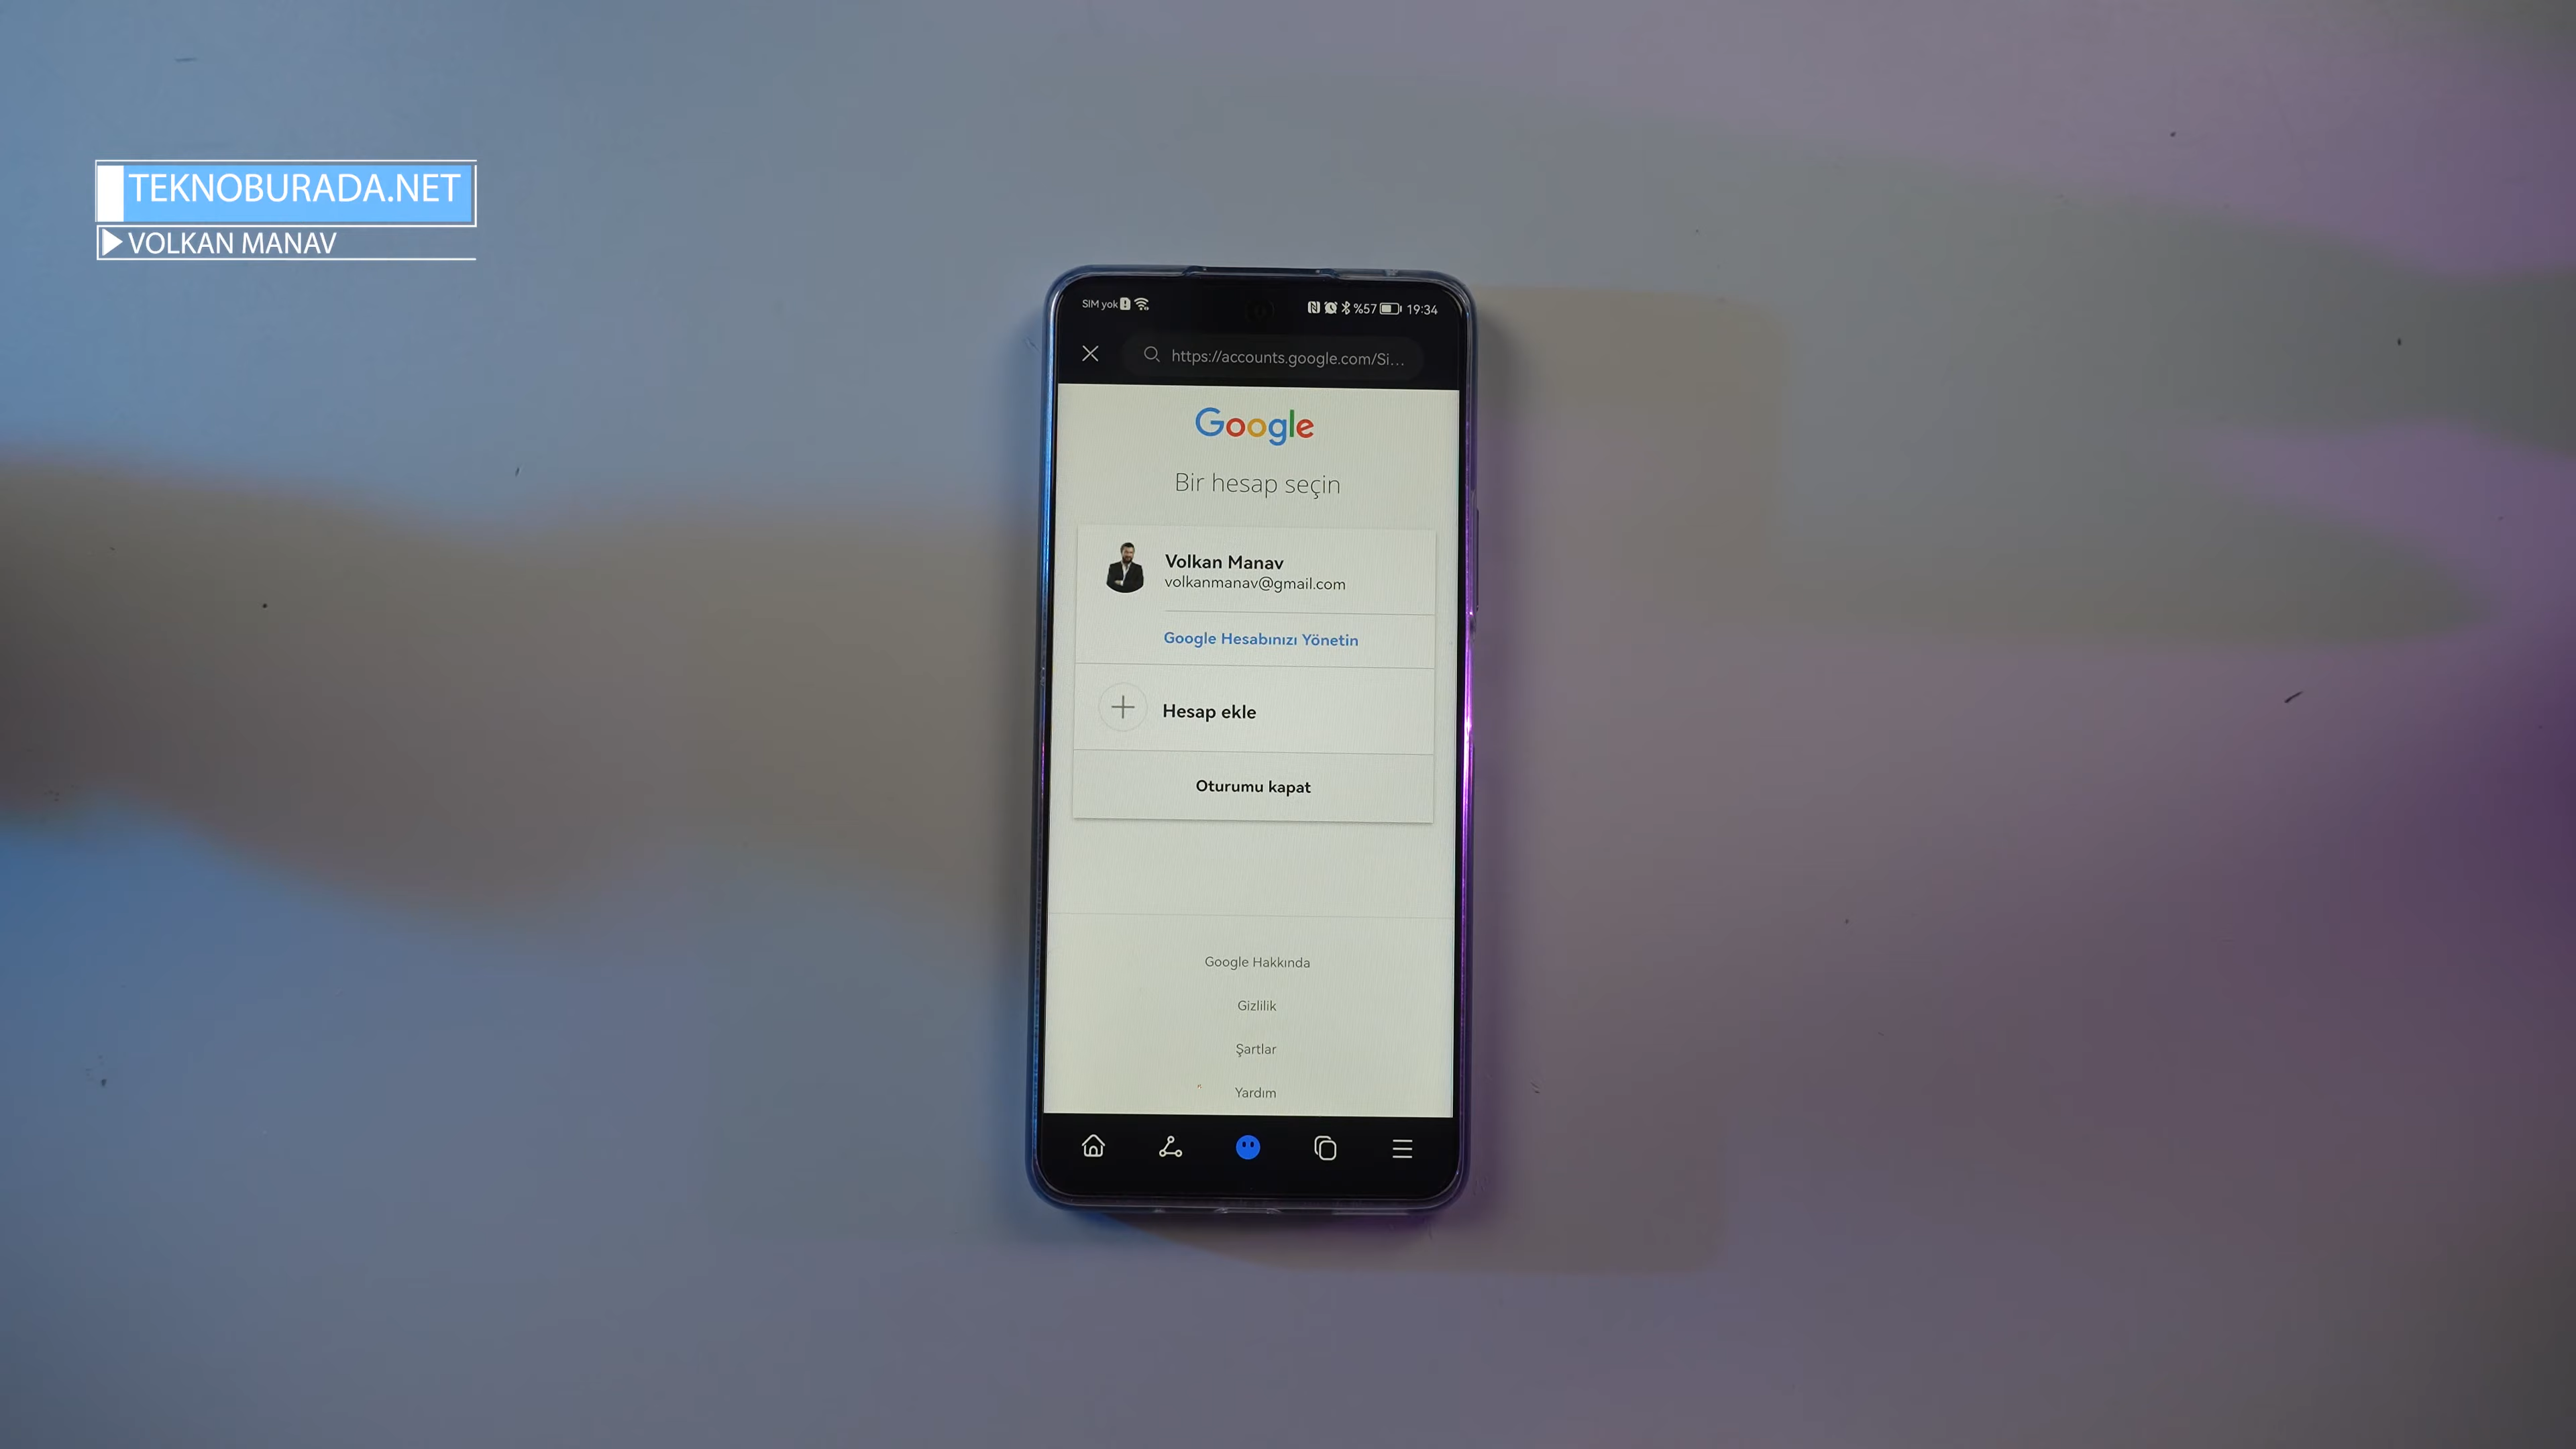 TEKNOBURADA.NET
VOLKAN MANAV
SIM yok
%57 19:34
https://accounts.google.com/Si...
Google
Bir hesap seçin
Volkan Manav
volkanmanav@gmail.com
Google Hesabınızı Yönetin
Hesap ekle
Oturumu kapat
Google Hakkında
Gizlilik
Şartlar
Yardım